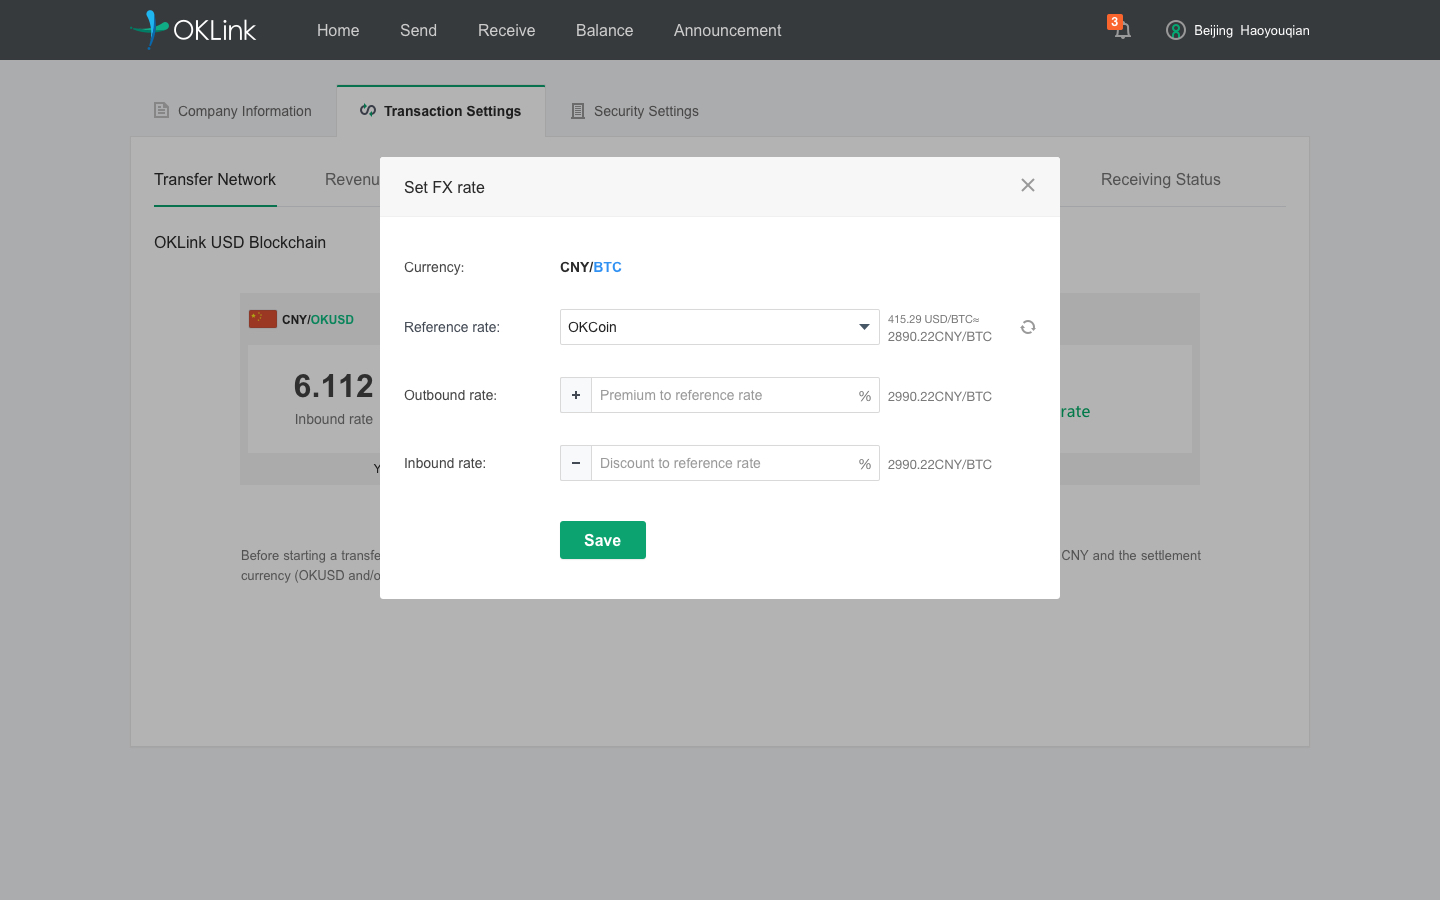 OKLink
Home
Send
Receive
Balance
Announcement
3
Beijing Haoyouqian
Company Information
Transaction Settings
Security Settings
Transfer Network
Receiving Status
OKLink USD Blockchain
CNY/OKUSD
6.112
Inbound rate
rate
Before starting a transfe
CNY and the settlement
currency (OKUSD and/o
Set FX rate
Currency:
CNY/BTC
Reference rate:
OKCoin
415.29 USD/BTC≈
2890.22CNY/BTC
Outbound rate:
+
Premium to reference rate
%
2990.22CNY/BTC
Inbound rate:
−
Discount to reference rate
%
2990.22CNY/BTC
Save